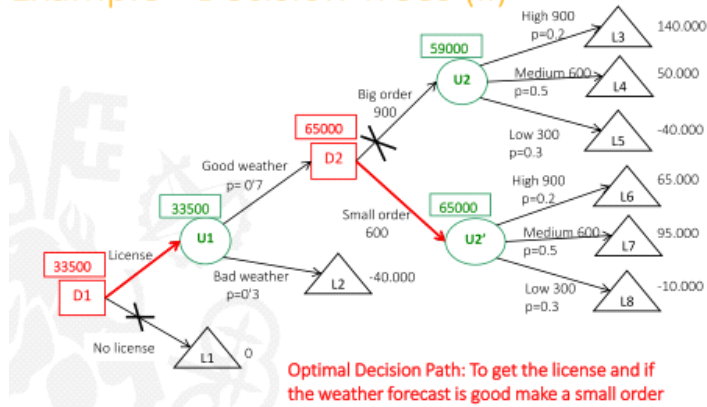 High 900
p=0.2
L3
140.000
59000
U2
Medium 600
p=0.5
L4
50.000
Big order
900
Low 300
p=0.3
L5
-40.000
65000
D2
Good weather
p= 0'7
High 900
p=0.2
L6
65.000
33500
U1
Small order
600
65000
U2'
Medium 600
p=0.5
L7
95.000
License
33500
D1
Bad weather
p=0'3
L2
-40.000
Low 300
p=0.3
L8
-10.000
No license
L1
0
Optimal Decision Path: To get the license and if
the weather forecast is good make a small order